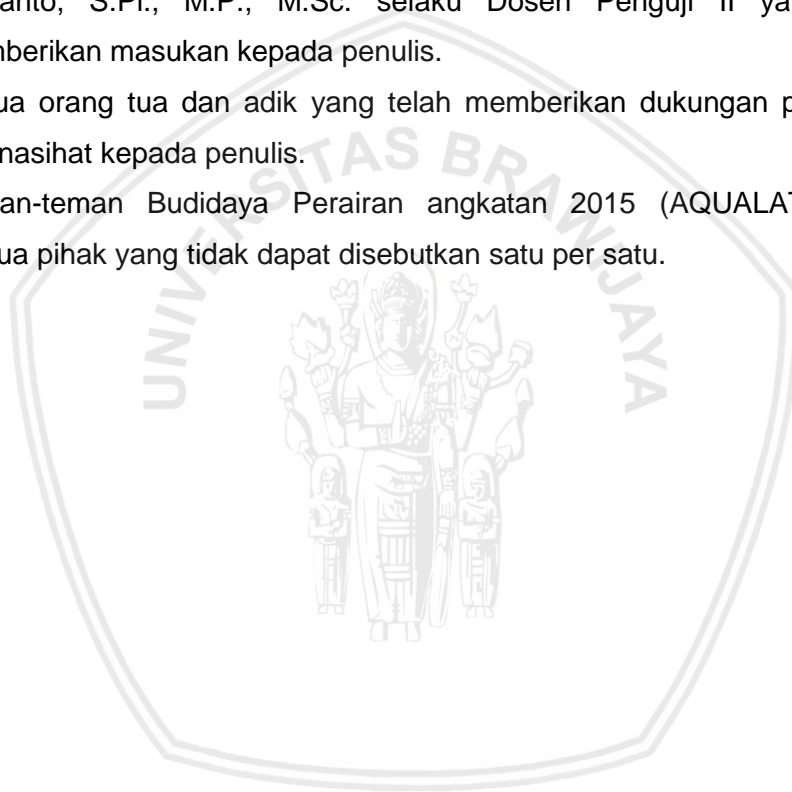 anto, S.Pi., M.P., M.Sc. selaku Dosen Penguji II ya
mberikan masukan kepada penulis.
ua orang tua dan adik yang telah memberikan dukungan p
nasihat kepada penulis.
an-teman Budidaya Perairan angkatan 2015 (AQUALAT
ua pihak yang tidak dapat disebutkan satu per satu.
UNIVERSITAS BRAWIJAYA